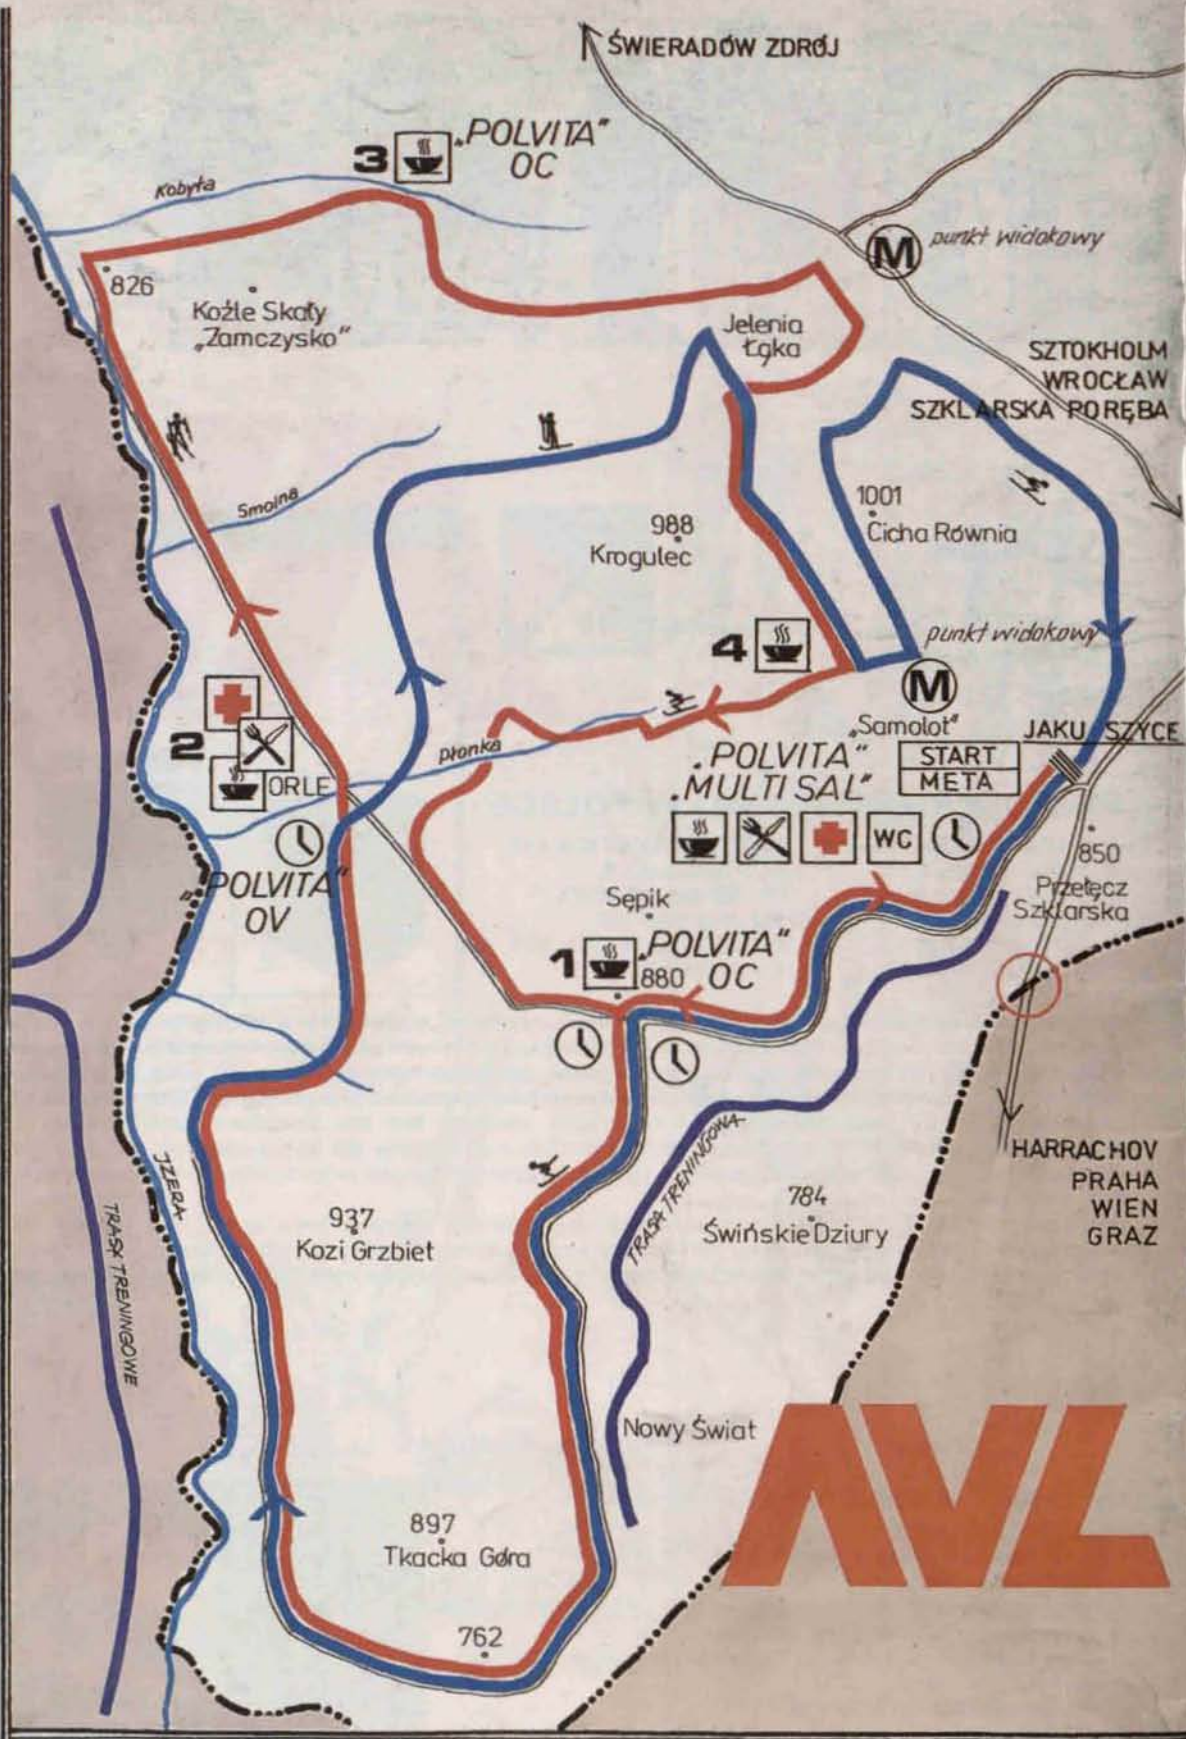 ŚWIERADÓW ZDRÓJ
3 „POLVITA”
OC
Kobyła
M punkt widokowy
826
Koźle Skały
„Zamczysko”
Jelenia
Łąka
SZTOKHOLM
WROCŁAW
SZKLARSKA PORĘBA
Smolna
1001
Cicha Równia
988
Krogulec
4
punkt widokowy
M
„Samolot”
Płonka
JAKUSZYCE
„POLVITA”
„MULTISAL”
START
META
WC
2
ORLE
„POLVITA”
OV
850
Przełęcz
Szklarska
Sępik
1 „POLVITA”
880 OC
HARRACHOV
PRAHA
WIEN
GRAZ
TRASA TRENINGOWA
784
Świńskie Dziury
JZERA
937
Kozi Grzbiet
TRASY TRENINGOWE
Nowy Świat
897
Tkacka Góra
762
AVL